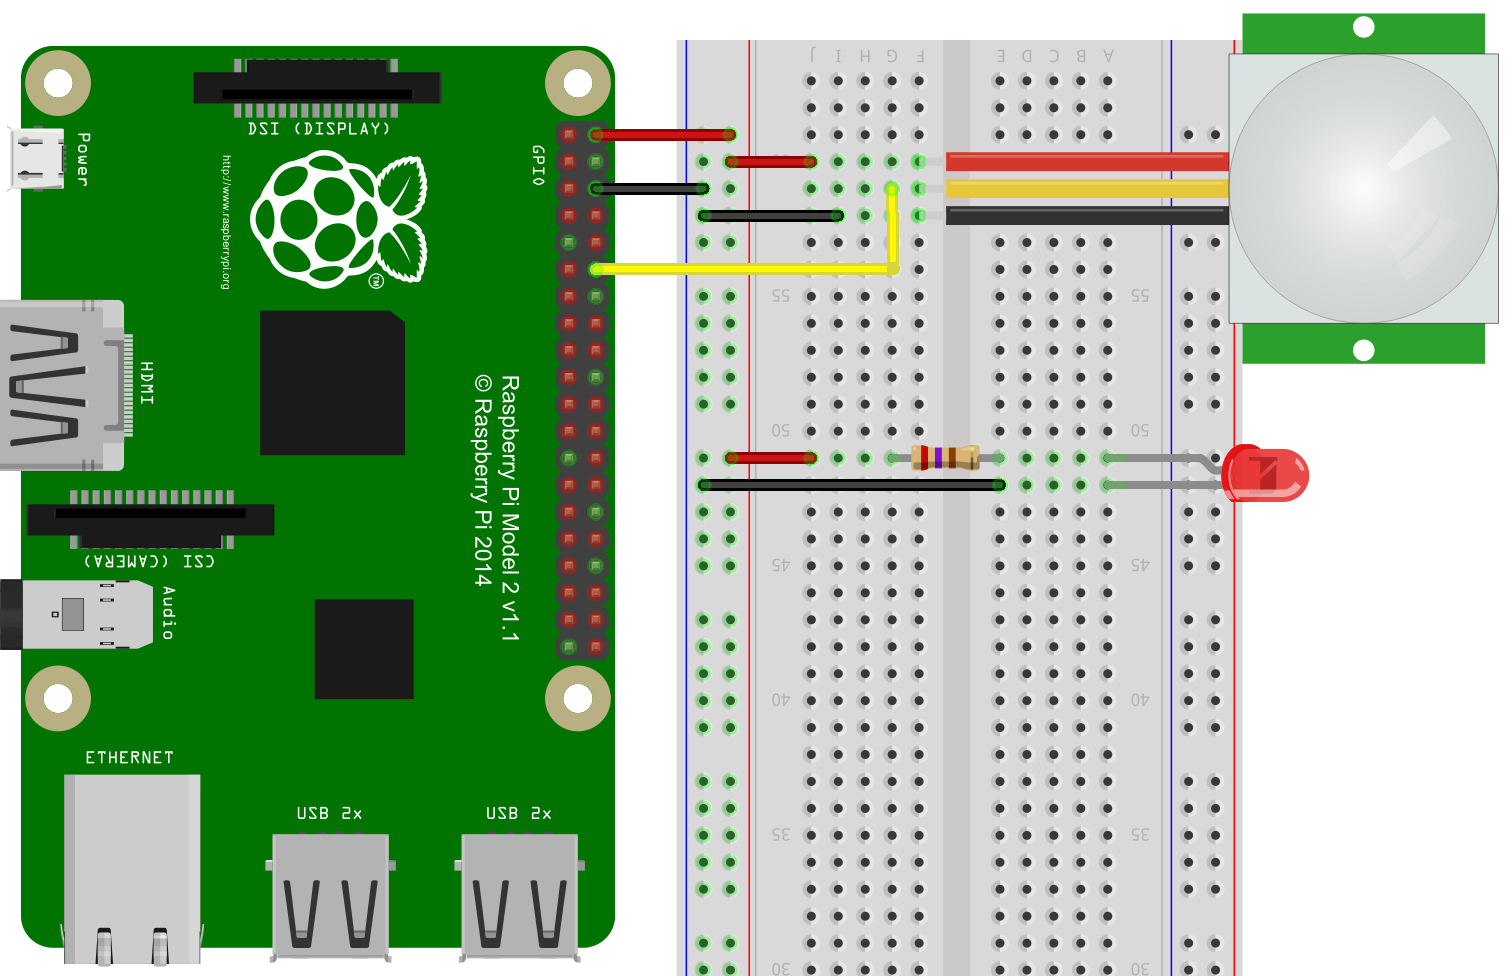 DSI (DISPLAY)
Power
GPIO
http://www.raspberrypi.org
TM
HDMI
Raspberry Pi Model 2 v1.1
© Raspberry Pi 2014
CSI (CAMERA)
Audio
ETHERNET
USB 2x
USB 2x
J I H G F E D C B A
55 55
50 50
45 45
40 40
35 35
30 30